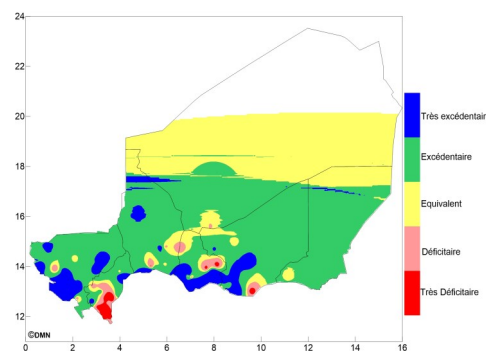 24
22
20
18
16
14
12
0 2 4 6 8 10 12 14 16
©DMN
Très excédentair
Excédentaire
Equivalent
Déficitaire
Très Déficitaire